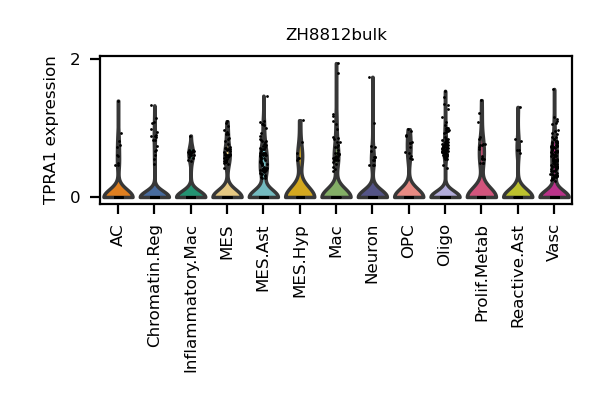 ZH8812bulk
TPRA1 expression
2
0
AC
Chromatin.Reg
Inflammatory.Mac
MES
MES.Ast
MES.Hyp
Mac
Neuron
OPC
Oligo
Prolif.Metab
Reactive.Ast
Vasc